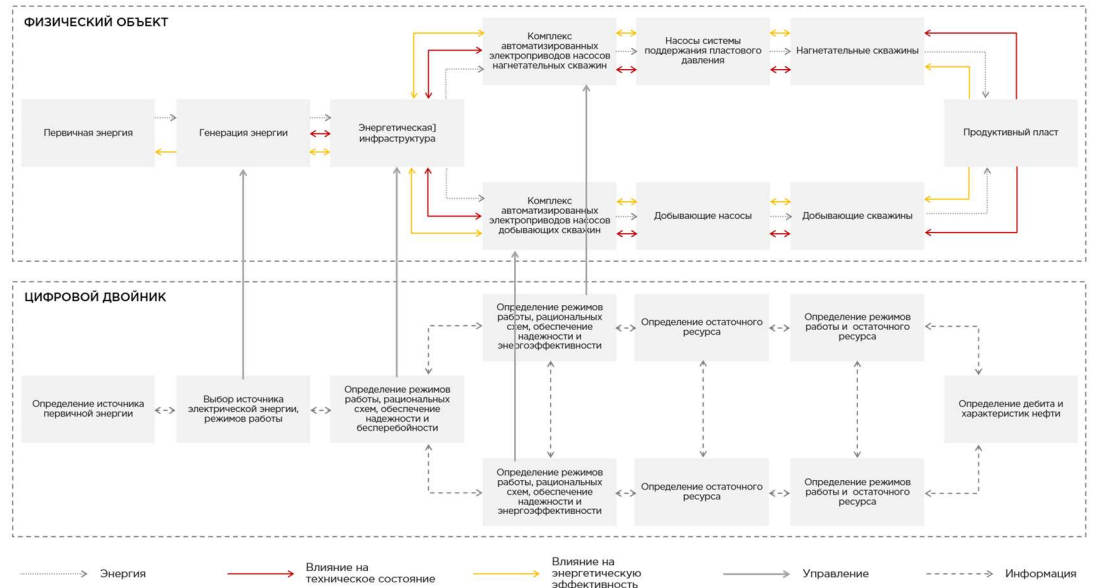 ФИЗИЧЕСКИЙ ОБЪЕКТ
Комплекс
автоматизированных
электроприводов насосов
нагнетательных скважин
Насосы системы
поддержания пластового
давления
Нагнетательные скважины
Первичная энергия
Генерация энергии
Энергетическая]
инфраструктура
Продуктивный пласт
Комплекс
автоматизированных
электроприводов насосов
добывающих скважин
Добывающие насосы
Добывающие скважины
ЦИФРОВОЙ ДВОЙНИК
Определение режимов
работы, рациональных
схем, обеспечение
надежности и
энергоэффективности
Определение остаточного
ресурса
Определение режимов
работы и остаточного
ресурса
Определение источника
первичной энергии
Выбор источника
электрической энергии,
режимов работы
Определение режимов
работы, рациональных
схем, обеспечение
надежности и
бесперебойности
Определение дебита и
характеристик нефти
Определение режимов
работы, рациональных
схем, обеспечение
надежности и
энергоэффективности
Определение остаточного
ресурса
Определение режимов
работы и остаточного
ресурса
Энергия
Влияние на
техническое состояние
Влияние на
энергетическую
эффективность
Управление
Информация